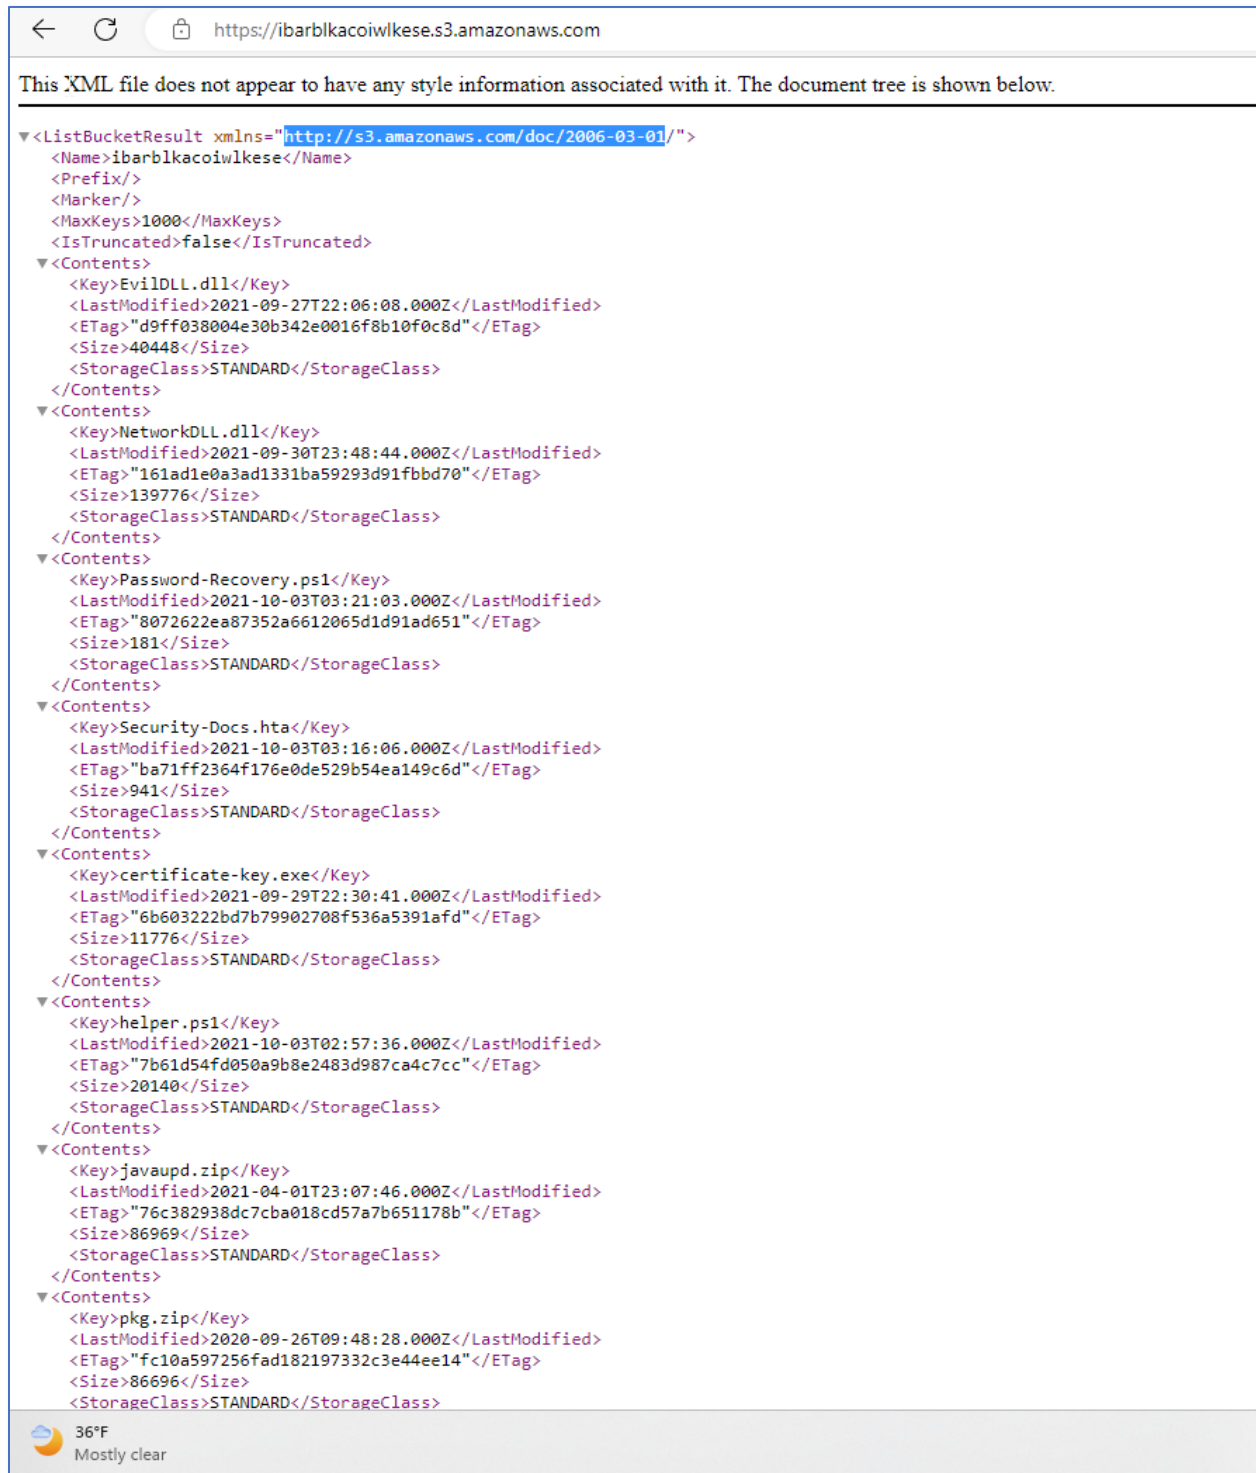 https://ibarblkacoiwlkese.s3.amazonaws.com
This XML file does not appear to have any style information associated with it. The document tree is shown below.
▼<ListBucketResult xmlns="http://s3.amazonaws.com/doc/2006-03-01/">
<Name>ibarblkacoiwlkese</Name>
<Prefix/>
<Marker/>
<MaxKeys>1000</MaxKeys>
<IsTruncated>false</IsTruncated>
▼<Contents>
<Key>EvilDLL.dll</Key>
<LastModified>2021-09-27T22:06:08.000Z</LastModified>
<ETag>"d9ff038004e30b342e0016f8b10f0c8d"</ETag>
<Size>40448</Size>
<StorageClass>STANDARD</StorageClass>
</Contents>
▼<Contents>
<Key>NetworkDLL.dll</Key>
<LastModified>2021-09-30T23:48:44.000Z</LastModified>
<ETag>"161ad1e0a3ad1331ba59293d91fbbd70"</ETag>
<Size>139776</Size>
<StorageClass>STANDARD</StorageClass>
</Contents>
▼<Contents>
<Key>Password-Recovery.ps1</Key>
<LastModified>2021-10-03T03:21:03.000Z</LastModified>
<ETag>"8072622ea87352a6612065d1d91ad651"</ETag>
<Size>181</Size>
<StorageClass>STANDARD</StorageClass>
</Contents>
▼<Contents>
<Key>Security-Docs.hta</Key>
<LastModified>2021-10-03T03:16:06.000Z</LastModified>
<ETag>"ba71ff2364f176e0de529b54ea149c6d"</ETag>
<Size>941</Size>
<StorageClass>STANDARD</StorageClass>
</Contents>
▼<Contents>
<Key>certificate-key.exe</Key>
<LastModified>2021-09-29T22:30:41.000Z</LastModified>
<ETag>"6b603222bd7b79902708f536a5391afd"</ETag>
<Size>11776</Size>
<StorageClass>STANDARD</StorageClass>
</Contents>
▼<Contents>
<Key>helper.ps1</Key>
<LastModified>2021-10-03T02:57:36.000Z</LastModified>
<ETag>"7b61d54fd050a9b8e2483d987ca4c7cc"</ETag>
<Size>20140</Size>
<StorageClass>STANDARD</StorageClass>
</Contents>
▼<Contents>
<Key>javaupd.zip</Key>
<LastModified>2021-04-01T23:07:46.000Z</LastModified>
<ETag>"76c382938dc7cba018cd57a7b651178b"</ETag>
<Size>86969</Size>
<StorageClass>STANDARD</StorageClass>
</Contents>
▼<Contents>
<Key>pkg.zip</Key>
<LastModified>2020-09-26T09:48:28.000Z</LastModified>
<ETag>"fc10a597256fad182197332c3e44ee14"</ETag>
<Size>86696</Size>
<StorageClass>STANDARD</StorageClass>
36°F
Mostly clear